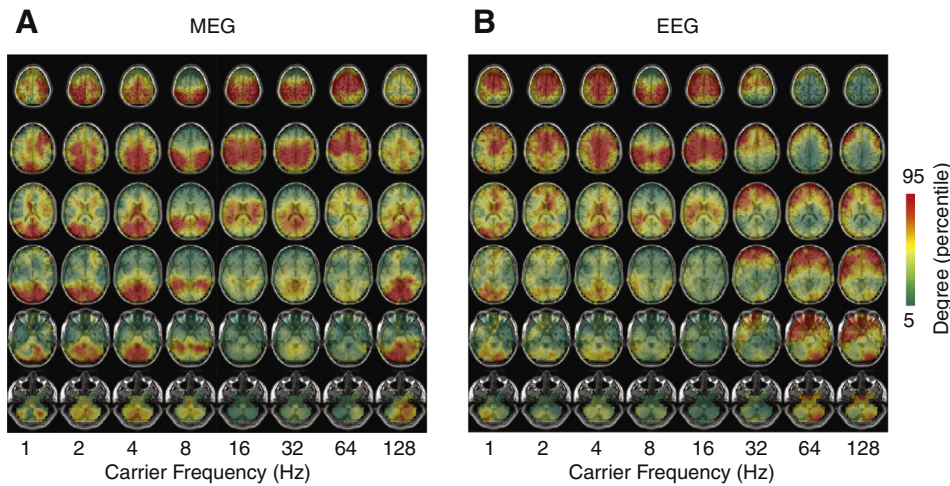 A MEG
B EEG
1 2 4 8 16 32 64 128
Carrier Frequency (Hz)
1 2 4 8 16 32 64 128
Carrier Frequency (Hz)
95
5
Degree (percentile)